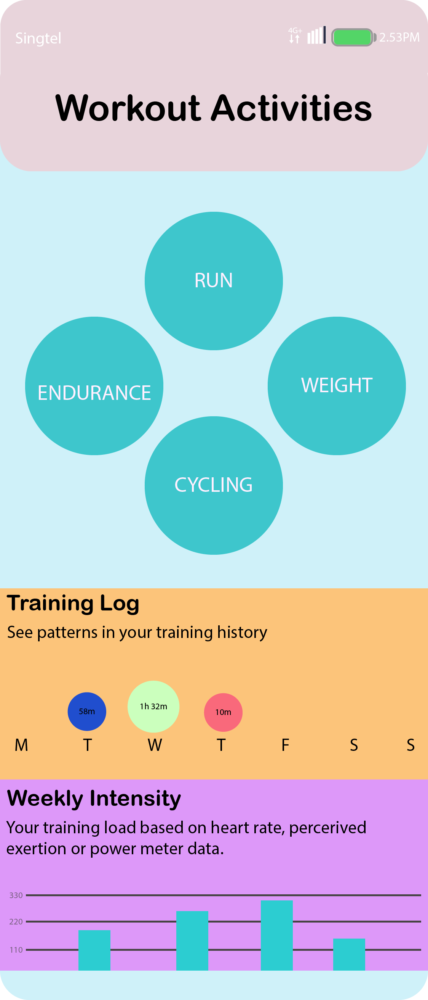 Singtel
4G+
2.53PM
Workout Activities
RUN
ENDURANCE
WEIGHT
CYCLING
Training Log
See patterns in your training history
58m
1h 32m
10m
M T W T F S S
Weekly Intensity
Your training load based on heart rate, percerived
exertion or power meter data.
330
220
110